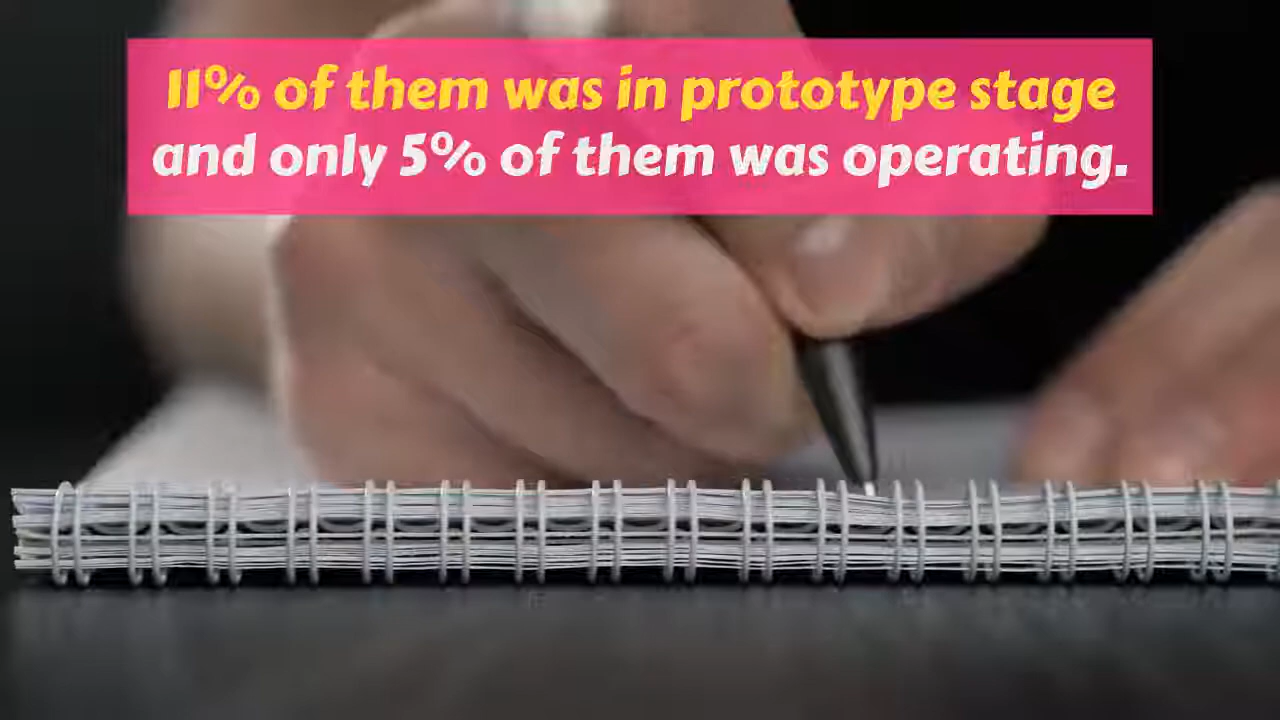 11% of them was in prototype stage
and only 5% of them was operating.